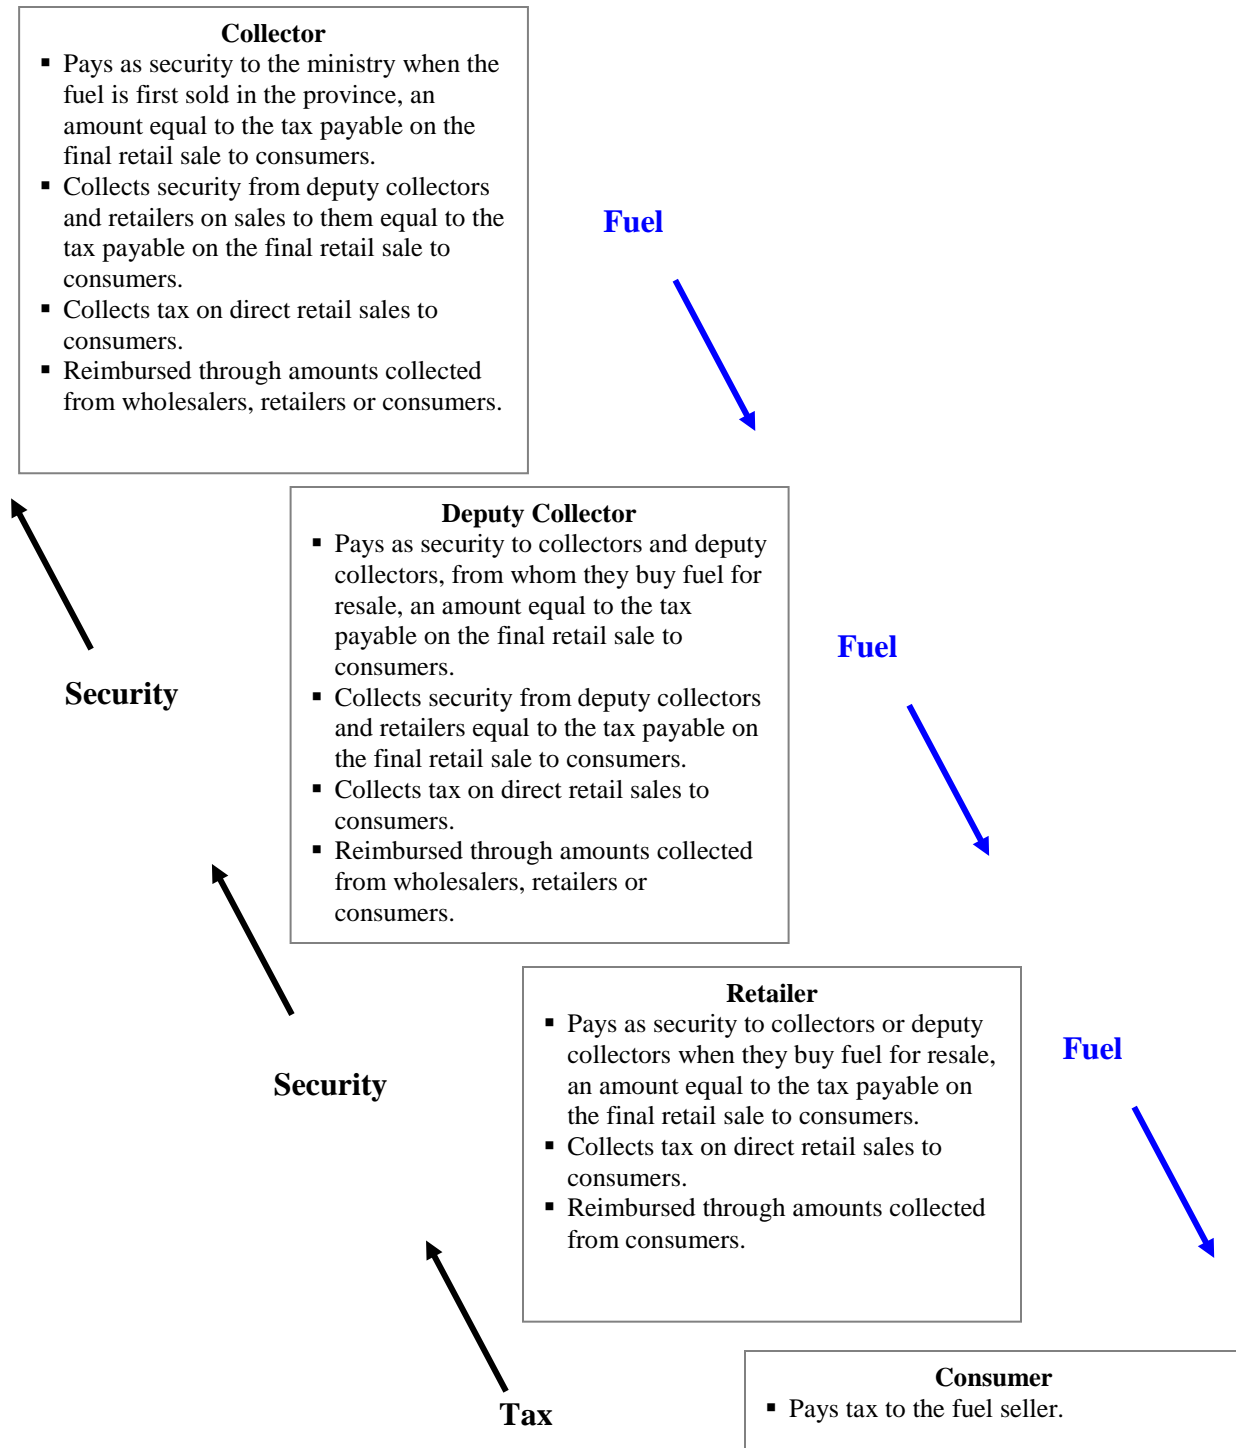 Collector
▪ Pays as security to the ministry when the
fuel is first sold in the province, an
amount equal to the tax payable on the
final retail sale to consumers.
▪ Collects security from deputy collectors
and retailers on sales to them equal to the
tax payable on the final retail sale to
consumers.
▪ Collects tax on direct retail sales to
consumers.
▪ Reimbursed through amounts collected
from wholesalers, retailers or consumers.
Fuel
Deputy Collector
▪ Pays as security to collectors and deputy
collectors, from whom they buy fuel for
resale, an amount equal to the tax
payable on the final retail sale to
consumers.
▪ Collects security from deputy collectors
and retailers equal to the tax payable on
the final retail sale to consumers.
▪ Collects tax on direct retail sales to
consumers.
▪ Reimbursed through amounts collected
from wholesalers, retailers or
consumers.
Security
Fuel
Retailer
▪ Pays as security to collectors or deputy
collectors when they buy fuel for resale,
an amount equal to the tax payable on
the final retail sale to consumers.
▪ Collects tax on direct retail sales to
consumers.
▪ Reimbursed through amounts collected
from consumers.
Security
Fuel
Consumer
▪ Pays tax to the fuel seller.
Tax